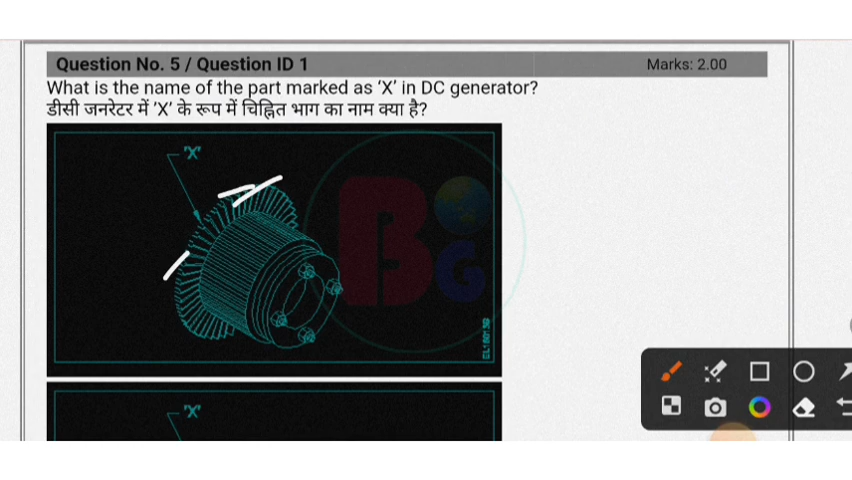 Question No. 5 / Question ID 1
Marks: 2.00
What is the name of the part marked as ‘X’ in DC generator?
डीसी जनरेटर में ‘X’ के रूप में चिह्नित भाग का नाम क्या है?
'X'
BG
'X'